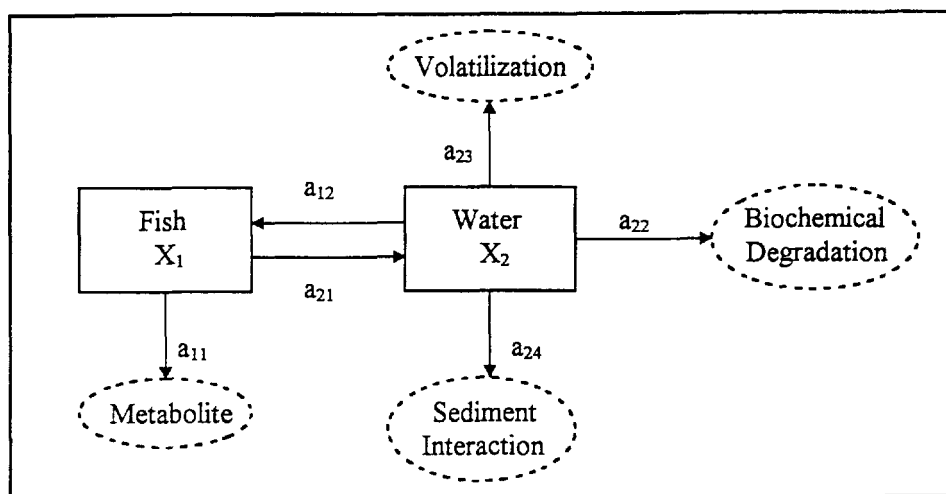 Volatilization
a₂₃
a₁₂
Fish
X₁
Water
X₂
a₂₂
Biochemical
Degradation
a₂₁
a₁₁
a₂₄
Metabolite
Sediment
Interaction